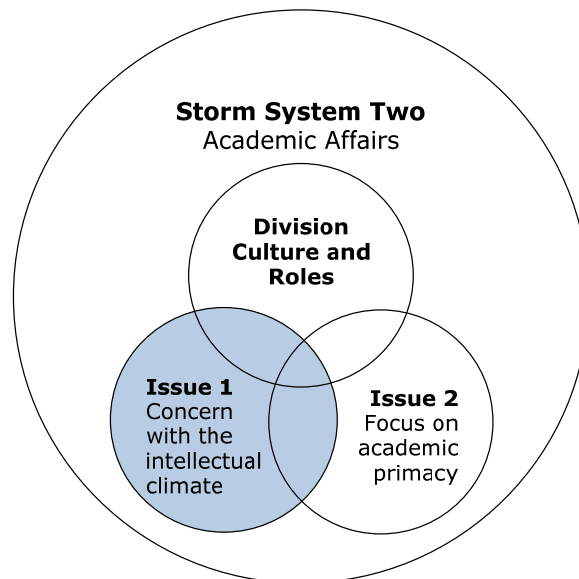 Storm System Two
Academic Affairs
Division
Culture and
Roles
Issue 1
Concern
with the
intellectual
climate
Issue 2
Focus on
academic
primacy